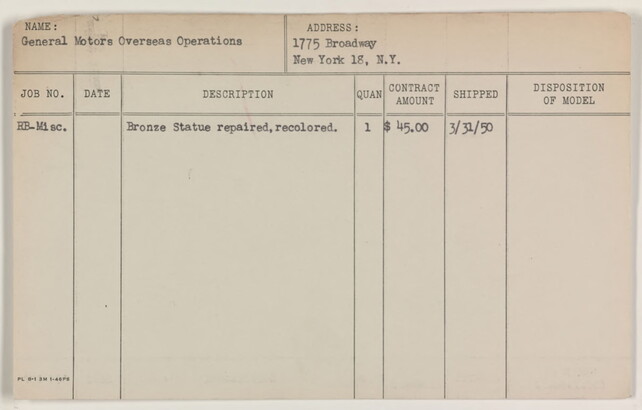 NAME: ADDRESS:
General Motors Overseas Operations 1775 Broadway
New York 18, N.Y.
JOB NO. DATE DESCRIPTION QUAN CONTRACT AMOUNT SHIPPED DISPOSITION OF MODEL
RB-Misc. Bronze Statue repaired,recolored. 1 $ 45.00 3/31/50